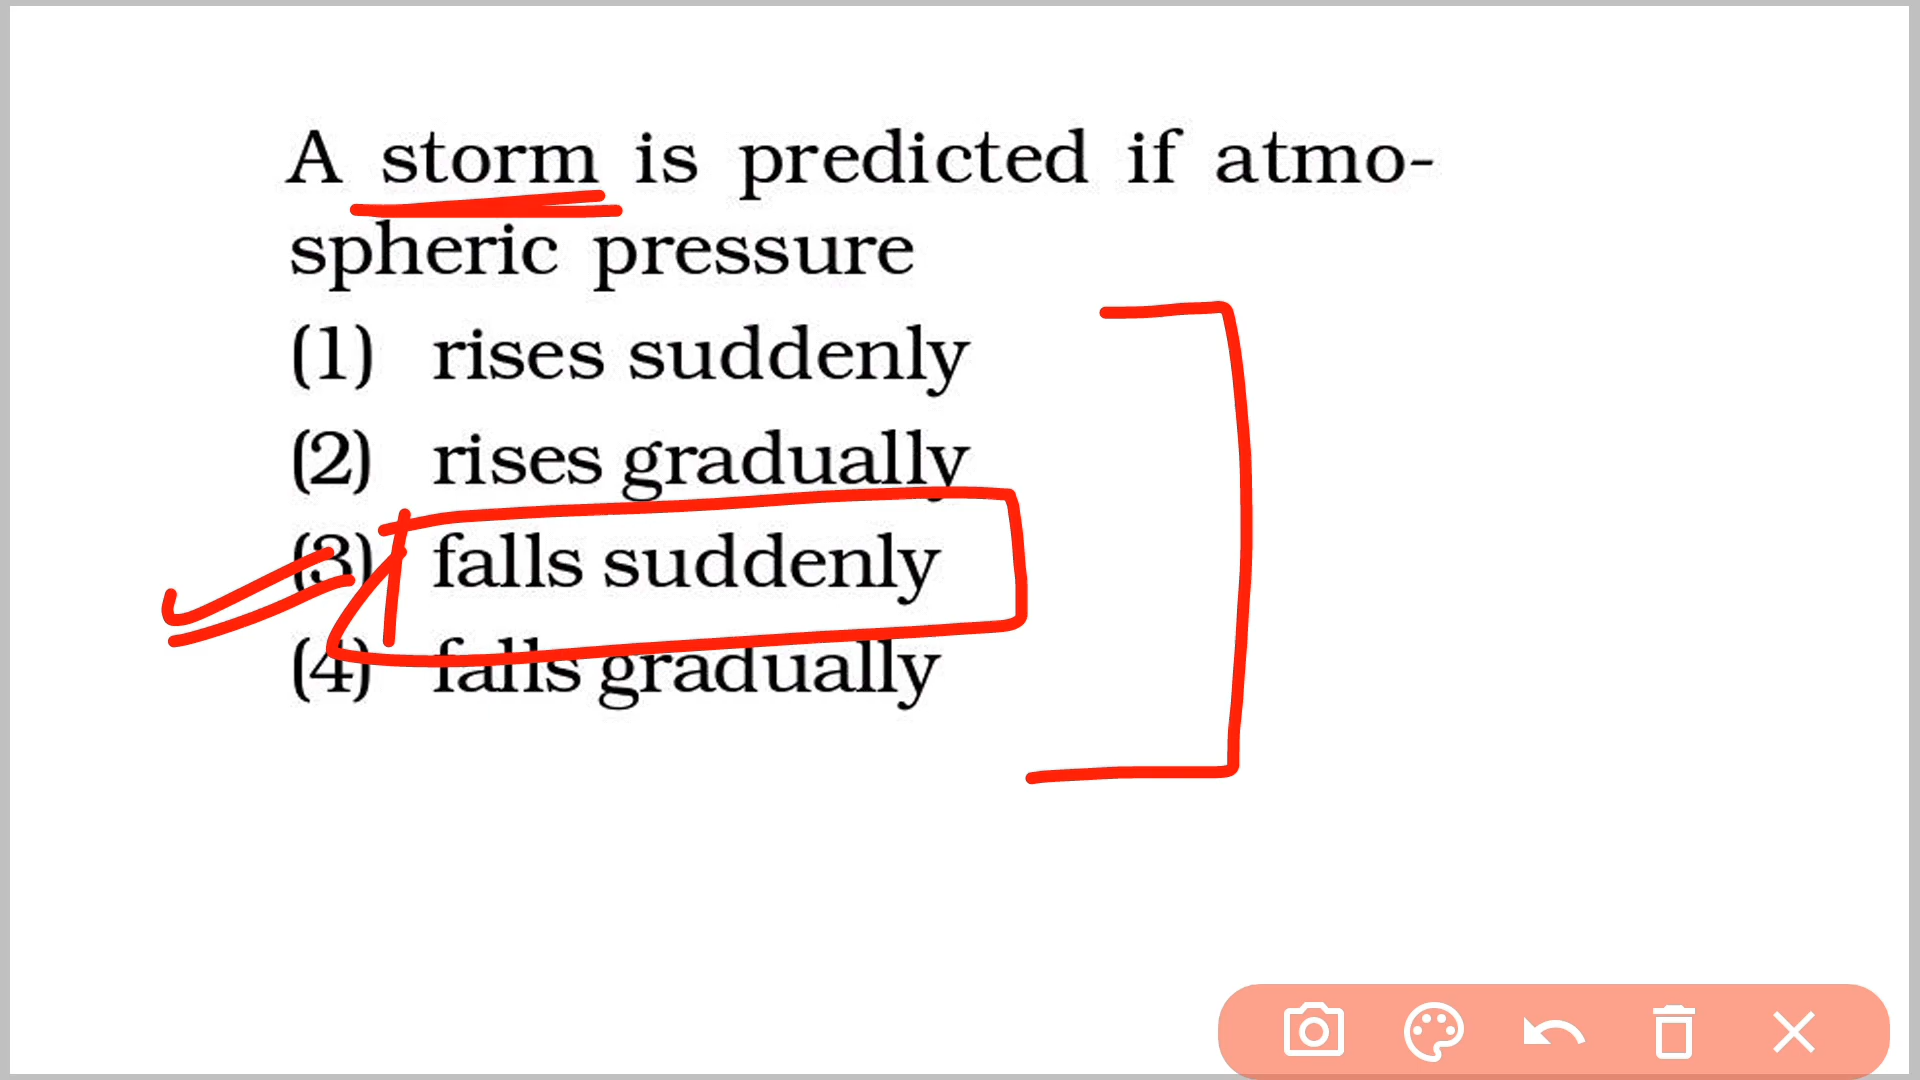 A storm is predicted if atmo-
spheric pressure
(1) rises suddenly
(2) rises gradually
(3) falls suddenly
(4) falls gradually